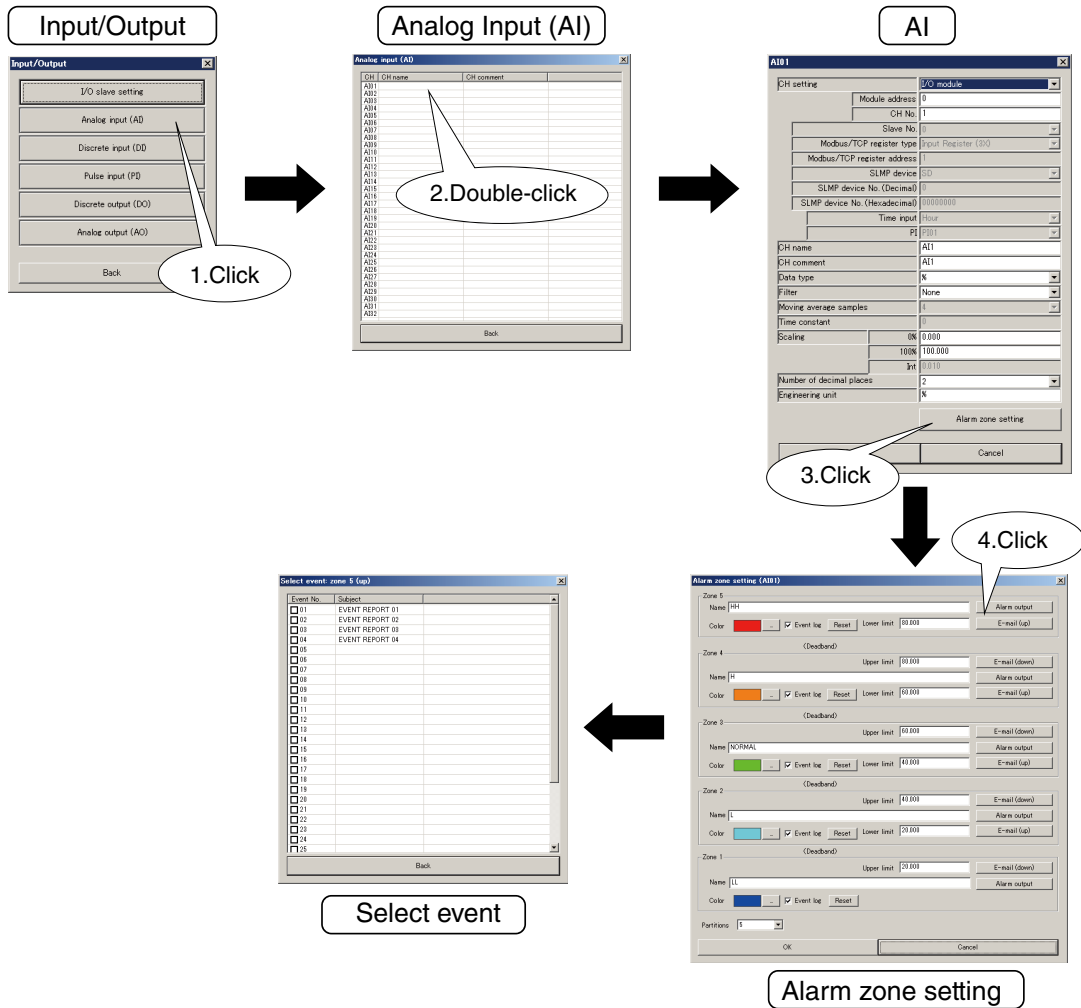 Input/Output
Input/Output
I/O slave setting
Analog input (AI)
Discrete input (DI)
Pulse input (PI)
Discrete output (DO)
Analog output (AO)
Back
1.Click
Analog Input (AI)
Analog input (AI)
CH CH name CH comment
AI01
AI02
AI03
AI04
AI05
AI06
AI07
AI08
AI09
AI10
AI11
AI12
AI13
AI14
AI15
AI16
AI17
AI18
AI19
AI20
AI21
AI22
AI23
AI24
AI25
AI26
AI27
AI28
AI29
AI30
AI31
AI32
Back
2.Double-click
AI
AI01
CH setting I/O module
Module address 0
CH No. 1
Slave No. 0
Modbus/TCP register type Input Register (3X)
Modbus/TCP register address 1
SLMP device SD
SLMP device No. (Decimal) 0
SLMP device No. (Hexadecimal) 00000000
Time input Hour
PI PI01
CH name AI1
CH comment AI1
Data type %
Filter None
Moving average samples 4
Time constant 0
Scaling 0% 0.000
100% 100.000
Int 0.010
Number of decimal places 2
Engineering unit %
Alarm zone setting
Cancel
3.Click
4.Click
Select event: zone 5 (up)
Event No. Subject
01 EVENT REPORT 01
02 EVENT REPORT 02
03 EVENT REPORT 03
04 EVENT REPORT 04
05
06
07
08
09
10
11
12
13
14
15
16
17
18
19
20
21
22
23
24
25
Back
Select event
Alarm zone setting (AI01)
Zone 5
Name HH Alarm output
Color .. Event log Reset Lower limit 80.000 E-mail (up)
(Deadband)
Zone 4
Upper limit 80.000 E-mail (down)
Name H Alarm output
Color .. Event log Reset Lower limit 60.000 E-mail (up)
(Deadband)
Zone 3
Upper limit 60.000 E-mail (down)
Name NORMAL Alarm output
Color .. Event log Reset Lower limit 40.000 E-mail (up)
(Deadband)
Zone 2
Upper limit 40.000 E-mail (down)
Name L Alarm output
Color .. Event log Reset Lower limit 20.000 E-mail (up)
(Deadband)
Zone 1
Upper limit 20.000 E-mail (down)
Name LL Alarm output
Color .. Event log Reset
Partitions 5
OK Cancel
Alarm zone setting